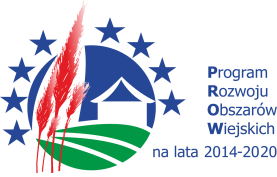 Program
Rozwoju
Obszarów
Wiejskich
na lata 2014-2020